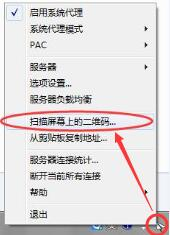 启用系统代理
系统代理模式
PAC
服务器
选项设置...
服务器负载均衡
扫描屏幕上的二维码...
从剪贴板复制地址...
服务器连接统计...
断开当前所有连接
帮助
退出